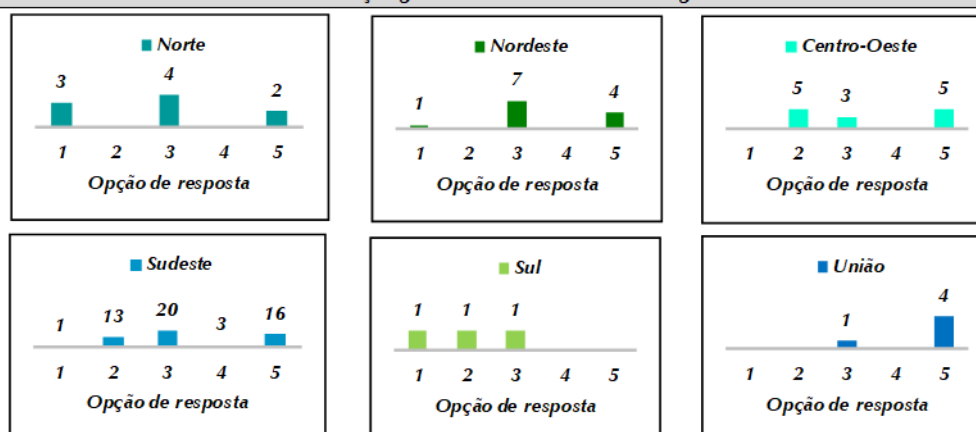 Norte
3 4 2
1 2 3 4 5
Opção de resposta
Nordeste
1 7 4
1 2 3 4 5
Opção de resposta
Centro-Oeste
5 3 5
1 2 3 4 5
Opção de resposta
Sudeste
1 13 20 3 16
1 2 3 4 5
Opção de resposta
Sul
1 1 1
1 2 3 4 5
Opção de resposta
União
1 4
1 2 3 4 5
Opção de resposta